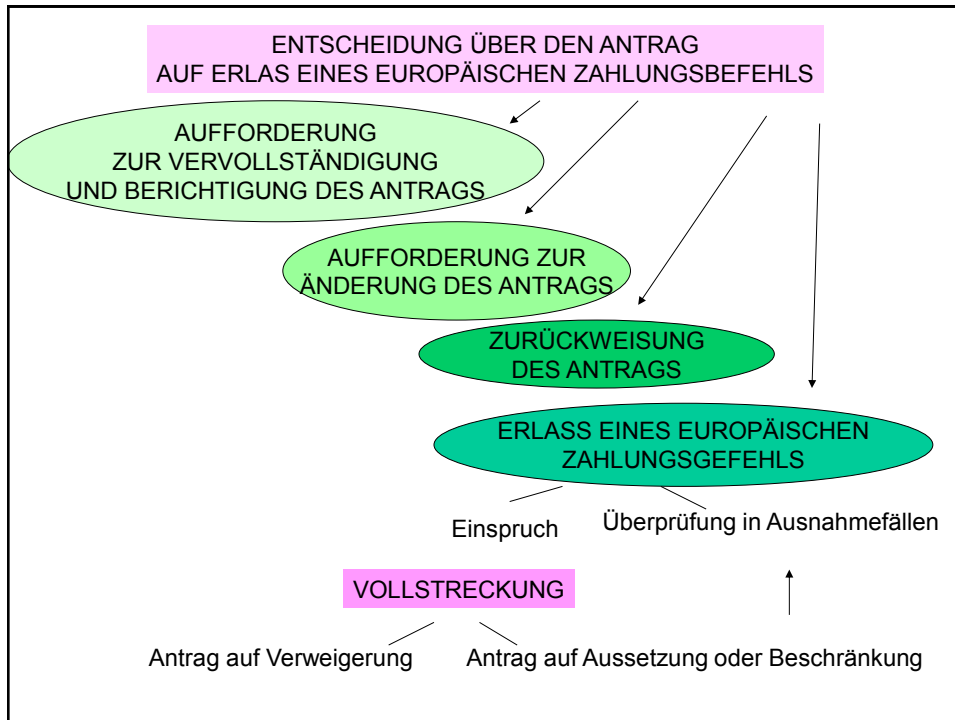 ENTSCHEIDUNG ÜBER DEN ANTRAG
AUF ERLAS EINES EUROPÄISCHEN ZAHLUNGSBEFEHLS
AUFFORDERUNG
ZUR VERVOLLSTÄNDIGUNG
UND BERICHTIGUNG DES ANTRAGS
AUFFORDERUNG ZUR
ÄNDERUNG DES ANTRAGS
ZURÜCKWEISUNG
DES ANTRAGS
ERLASS EINES EUROPÄISCHEN
ZAHLUNGSGEFEHLS
Einspruch
Überprüfung in Ausnahmefällen
VOLLSTRECKUNG
Antrag auf Verweigerung
Antrag auf Aussetzung oder Beschränkung